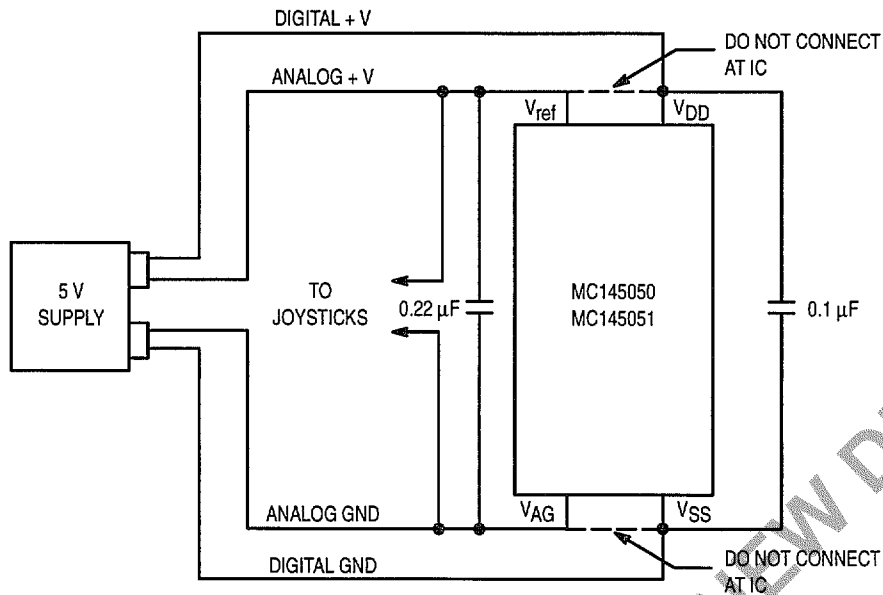 DIGITAL + V
DO NOT CONNECT
AT IC
ANALOG + V
Vref
VDD
5 V
SUPPLY
TO
JOYSTICKS
0.22 µF
MC145050
MC145051
0.1 µF
ANALOG GND
VAG
VSS
DIGITAL GND
DO NOT CONNECT
AT IC
NEW